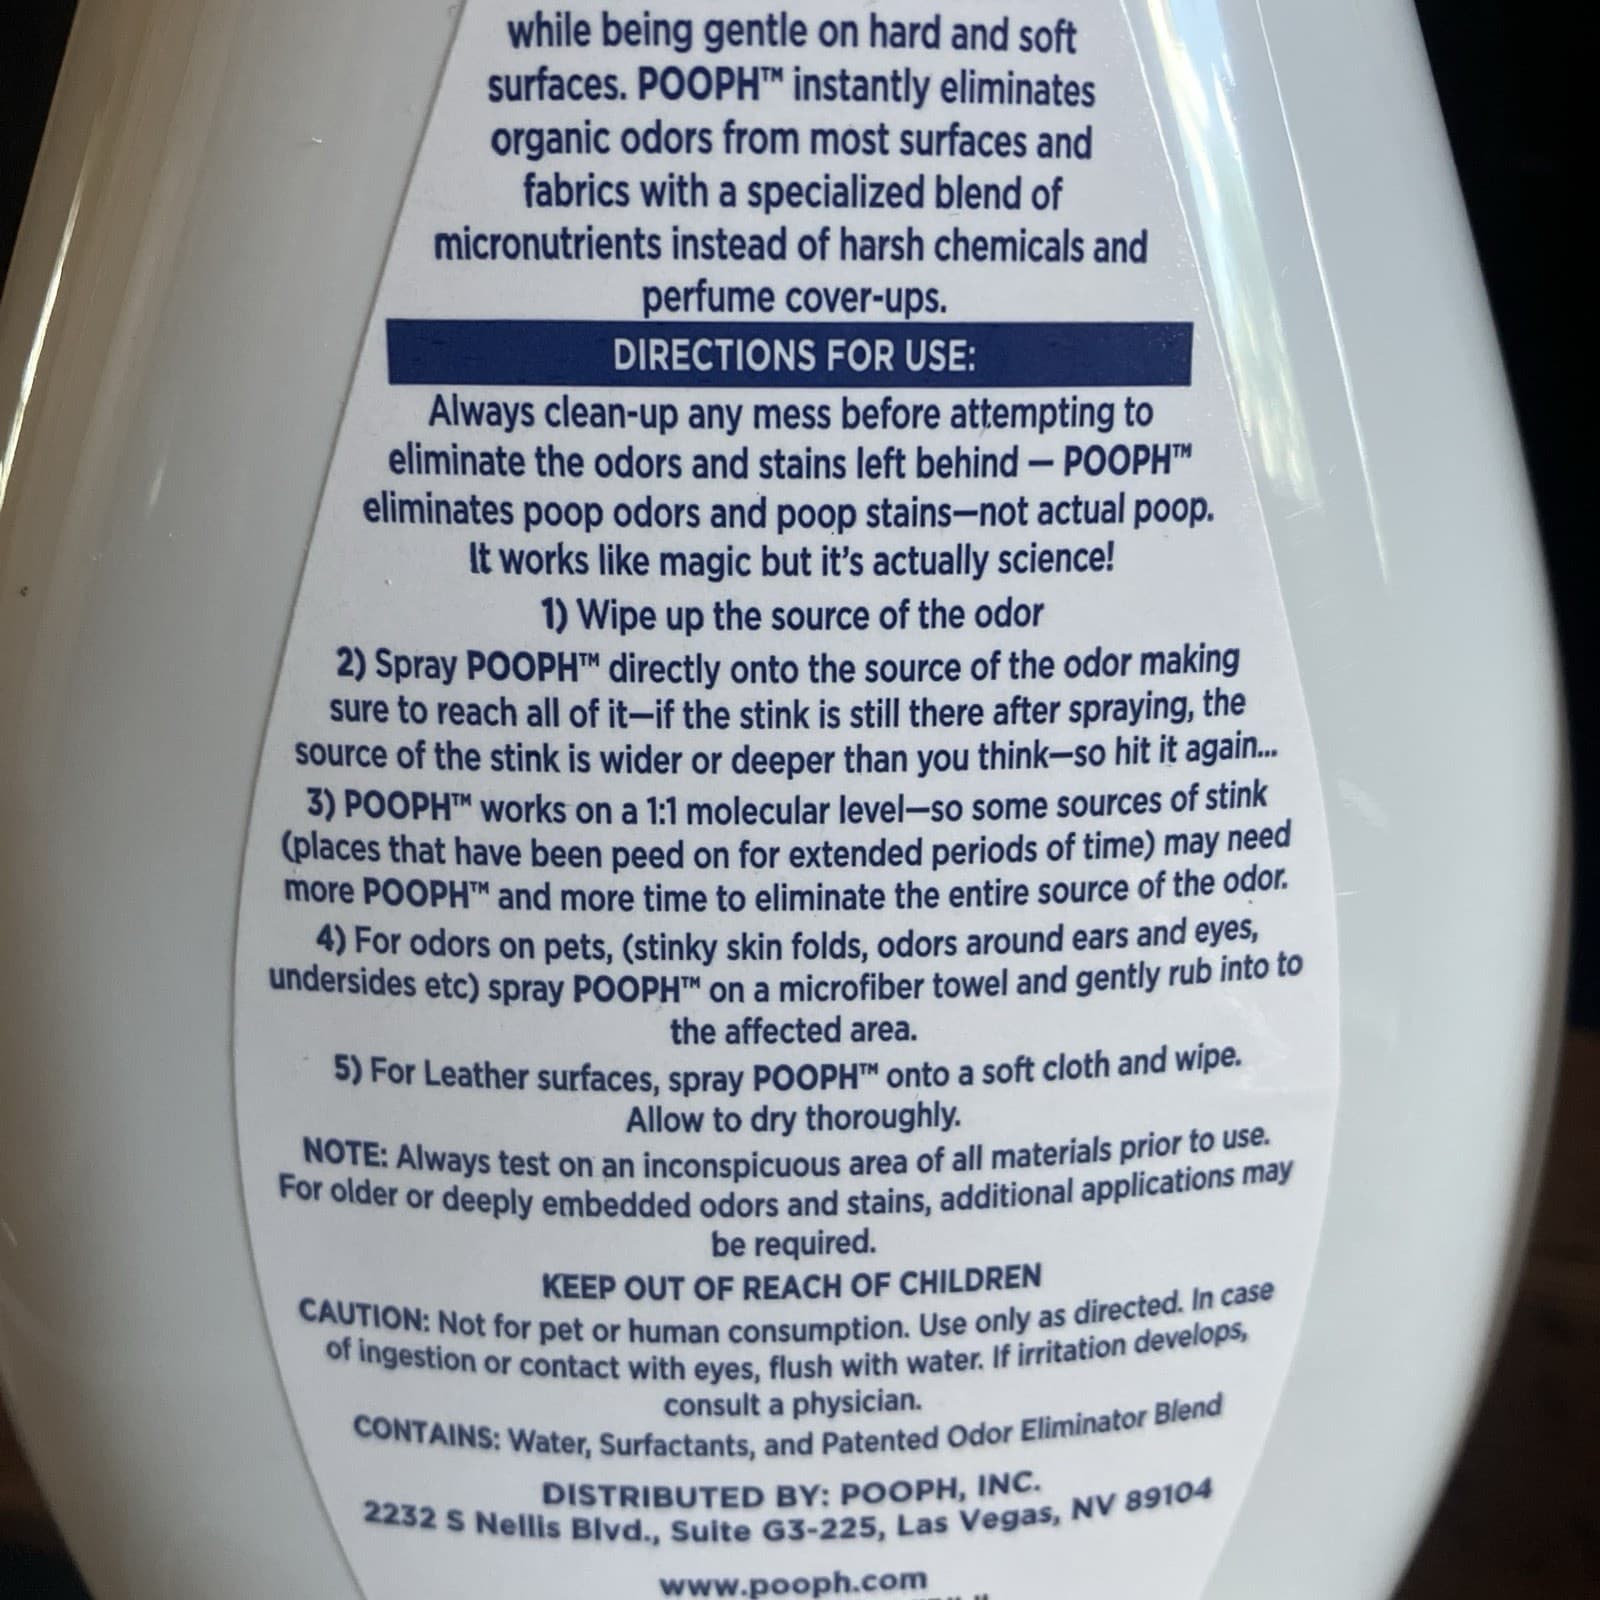 while being gentle on hard and soft
surfaces. POOPH™ instantly eliminates
organic odors from most surfaces and
fabrics with a specialized blend of
micronutrients instead of harsh chemicals and
perfume cover-ups.
DIRECTIONS FOR USE:
Always clean-up any mess before attempting to
eliminate the odors and stains left behind – POOPH™
eliminates poop odors and poop stains—not actual poop.
It works like magic but it's actually science!
1) Wipe up the source of the odor
2) Spray POOPH™ directly onto the source of the odor making
sure to reach all of it—if the stink is still there after spraying, the
source of the stink is wider or deeper than you think—so hit it again...
3) POOPH™ works on a 1:1 molecular level—so some sources of stink
(places that have been peed on for extended periods of time) may need
more POOPH™ and more time to eliminate the entire source of the odor.
4) For odors on pets, (stinky skin folds, odors around ears and eyes,
undersides etc) spray POOPH™ on a microfiber towel and gently rub into to
the affected area.
5) For Leather surfaces, spray POOPH™ onto a soft cloth and wipe.
Allow to dry thoroughly.
NOTE: Always test on an inconspicuous area of all materials prior to use.
For older or deeply embedded odors and stains, additional applications may
be required.
KEEP OUT OF REACH OF CHILDREN
CAUTION: Not for pet or human consumption. Use only as directed. In case
of ingestion or contact with eyes, flush with water. If irritation develops,
consult a physician.
CONTAINS: Water, Surfactants, and Patented Odor Eliminator Blend
DISTRIBUTED BY: POOPH, INC.
2232 S Nellis Blvd., Suite G3-225, Las Vegas, NV 89104
www.pooph.com